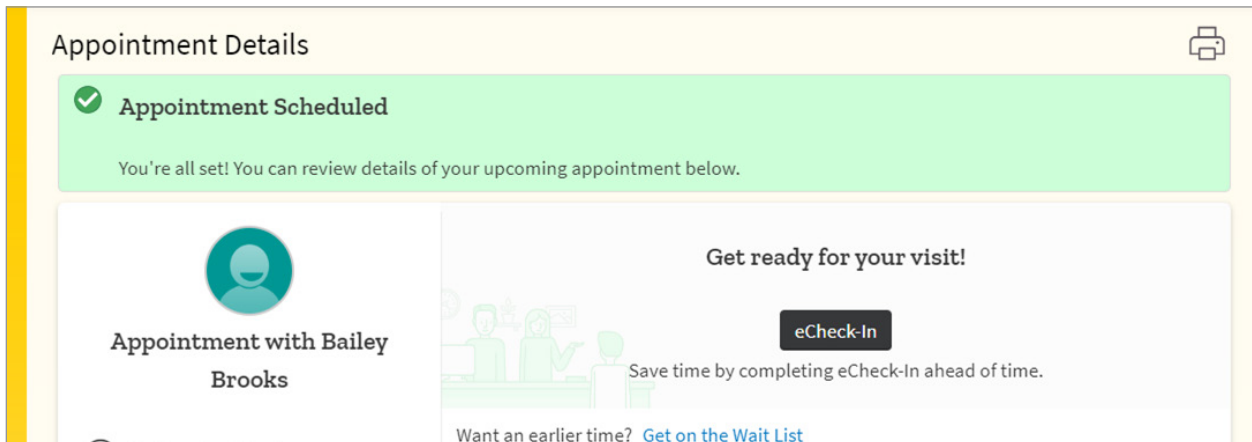 Appointment Details
Appointment Scheduled
You're all set! You can review details of your upcoming appointment below.
Appointment with Bailey
Brooks
Get ready for your visit!
eCheck-In
Save time by completing eCheck-In ahead of time.
Want an earlier time? Get on the Wait List